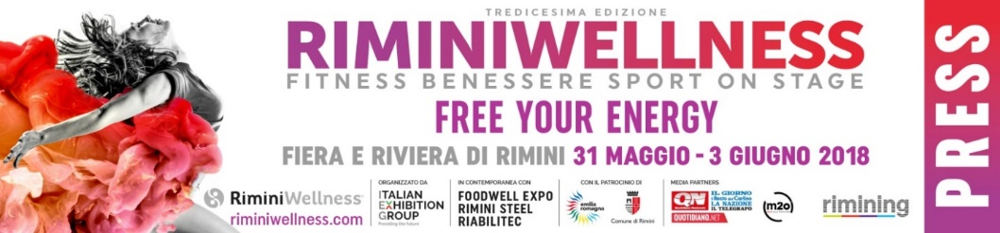 TREDICESIMA EDIZIONE
RIMINIWELLNESS
FITNESS BENESSERE SPORT ON STAGE
FREE YOUR ENERGY
FIERA E RIVIERA DI RIMINI 31 MAGGIO - 3 GIUGNO 2018
RiminiWellness
riminiwellness.com
ORGANIZZATO DA
ITALIAN
EXHIBITION
GROUP
Providing the future
IN CONTEMPORANEA CON
FOODWELL EXPO
RIMINI STEEL
RIABILITEC
CON IL PATROCINIO DI
emilia
romagna
Comune di Rimini
MEDIA PARTNERS
QN
IL GIORNO
il Resto del Carlino
LA NAZIONE
IL TELEGRAFO
QUOTIDIANO.NET
m2o
rimining
PRESS